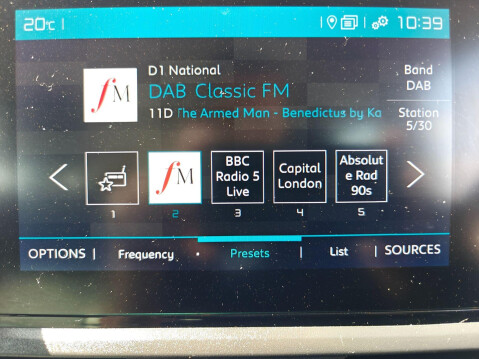 20°C
10:39
fM
D1 National
DAB Classic FM
11D The Armed Man - Benedictus by Ka
Band
DAB
Station
5/30
fM
BBC
Radio 5
Live
Capital
London
Absolut
e Rad
90s
1 2 3 4 5
OPTIONS Frequency Presets List SOURCES